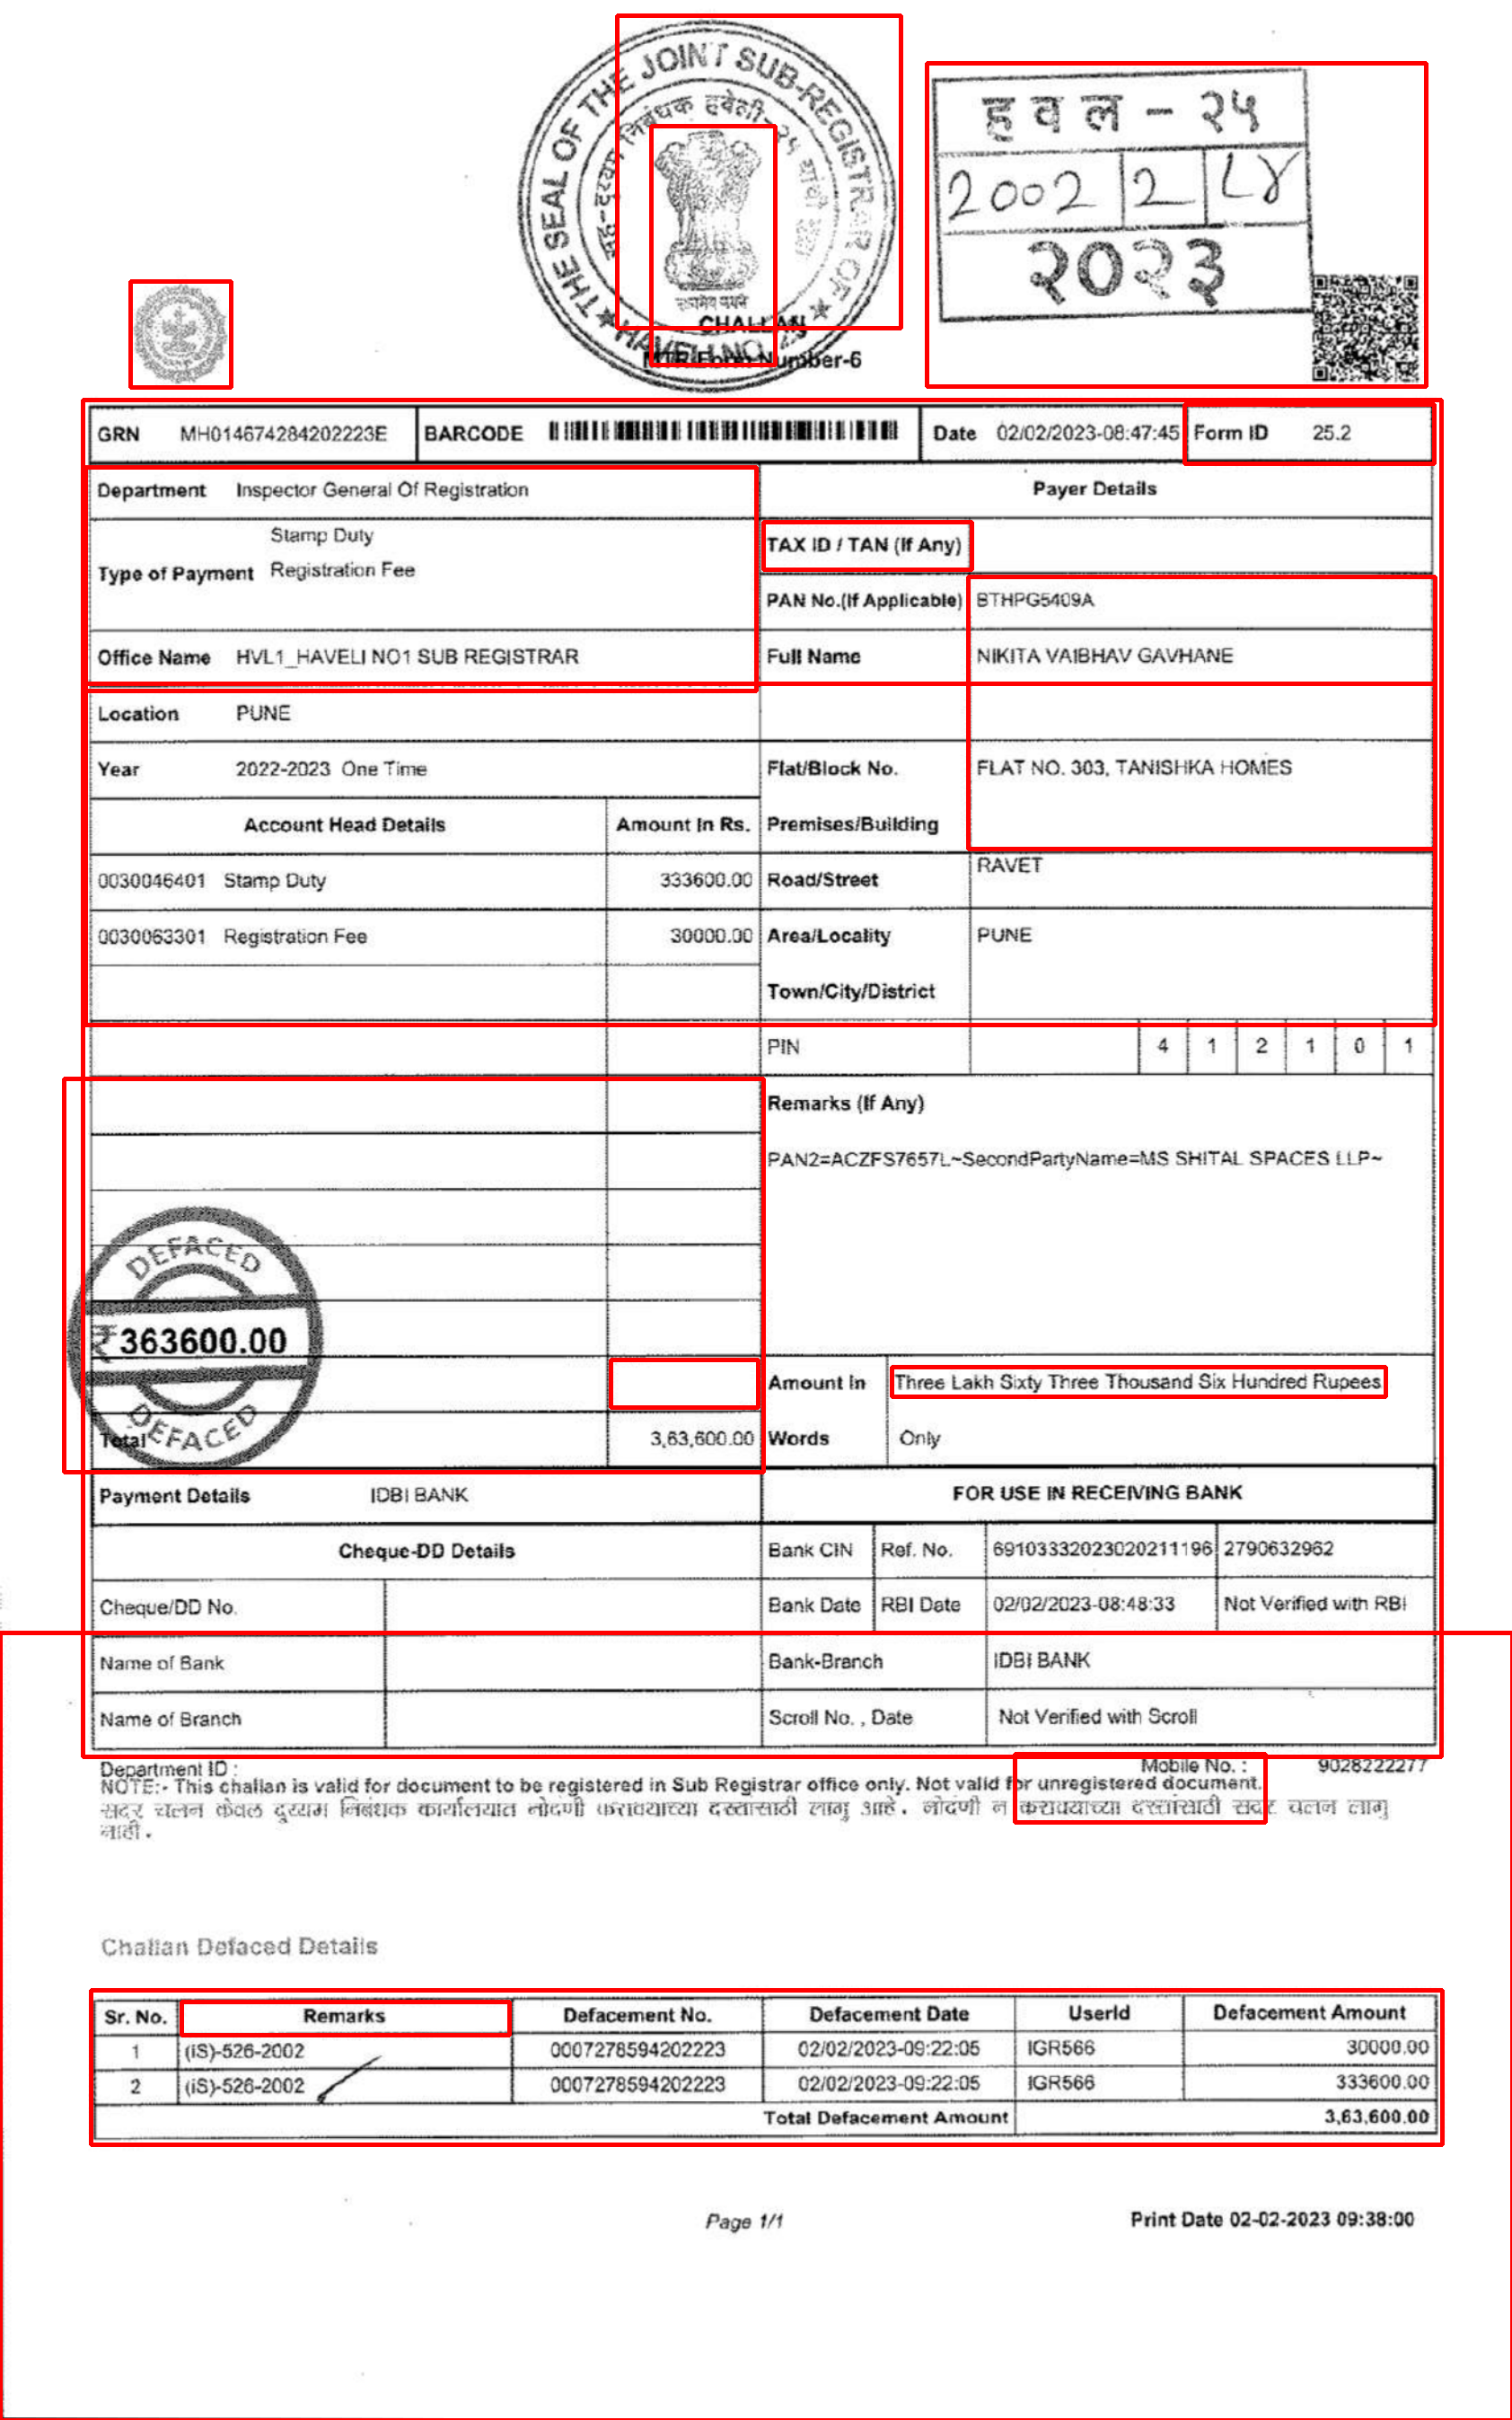 THE SEAL OF THE JOINT SUB-REGISTRAR OF
HAVELI NO. 25
हवल - २५
2002 2 ८४
२०२३
CHALLAN
MTR Form Number-6
GRN MH014674284202223E BARCODE Date 02/02/2023-08:47:45 Form ID 25.2
Department Inspector General Of Registration Payer Details
Stamp Duty
Type of Payment Registration Fee
TAX ID / TAN (If Any)
PAN No.(If Applicable) BTHPG5409A
Office Name HVL1_HAVELI NO1 SUB REGISTRAR Full Name NIKITA VAIBHAV GAVHANE
Location PUNE
Year 2022-2023 One Time Flat/Block No. FLAT NO. 303, TANISHKA HOMES
Account Head Details Amount In Rs. Premises/Building
0030046401 Stamp Duty 333600.00 Road/Street RAVET
0030063301 Registration Fee 30000.00 Area/Locality PUNE
Town/City/District
PIN 4 1 2 1 0 1
Remarks (If Any)
PAN2=ACZFS7657L~SecondPartyName=MS SHITAL SPACES LLP~
DEFACED
₹363600.00
DEFACED
Amount In Three Lakh Sixty Three Thousand Six Hundred Rupees
Total 3,63,600.00 Words Only
Payment Details IDBI BANK FOR USE IN RECEIVING BANK
Cheque-DD Details Bank CIN Ref. No. 69103332023020211196 2790632962
Cheque/DD No. Bank Date RBI Date 02/02/2023-08:48:33 Not Verified with RBI
Name of Bank Bank-Branch IDBI BANK
Name of Branch Scroll No. , Date Not Verified with Scroll
Department ID : Mobile No. : 9028222277
NOTE:- This challan is valid for document to be registered in Sub Registrar office only. Not valid for unregistered document.
सदर चलन केवळ दुय्यम निबंधक कार्यालयात नोदणी करावयाच्या दस्तासाठी लागु आहे . नोदणी न करावयाच्या दस्तासाठी सदर चलन लागु
नाही .
Challan Defaced Details
Sr. No. Remarks Defacement No. Defacement Date UserId Defacement Amount
1 (iS)-526-2002 0007278594202223 02/02/2023-09:22:05 IGR566 30000.00
2 (iS)-526-2002 0007278594202223 02/02/2023-09:22:05 IGR566 333600.00
Total Defacement Amount 3,63,600.00
Page 1/1 Print Date 02-02-2023 09:38:00